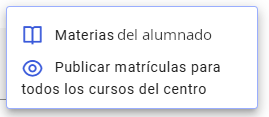 Materias del alumnado
Publicar matrículas para
todos los cursos del centro